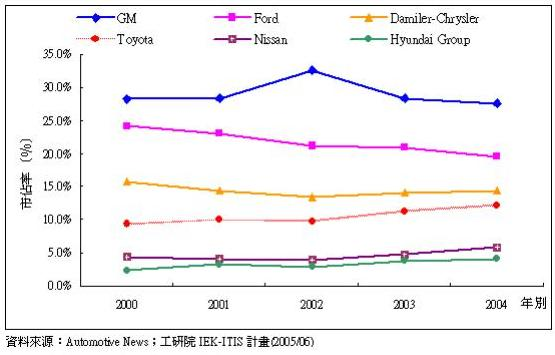 GM Ford Damiler-Chrysler
Toyota Nissan Hyundai Group
35.0%
30.0%
25.0%
20.0%
15.0%
10.0%
5.0%
0.0%
市佔率（%）
2000 2001 2002 2003 2004 年別
資料來源：Automotive News；工研院 IEK-ITIS 計畫(2005/06)